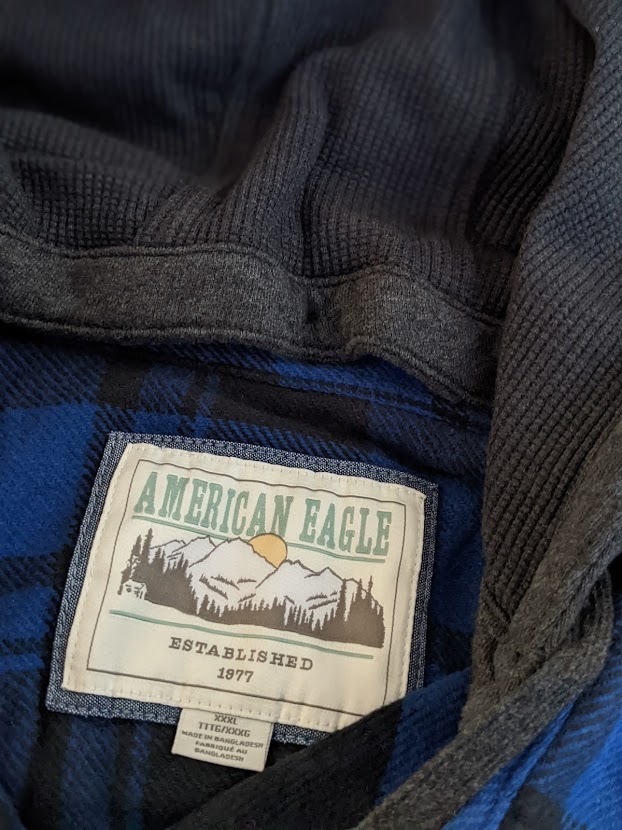 AMERICAN EAGLE
ESTABLISHED
1977
XXXL
TTTG/XXXG
MADE IN BANGLADESH
FABRIQUÉ AU
BANGLADESH